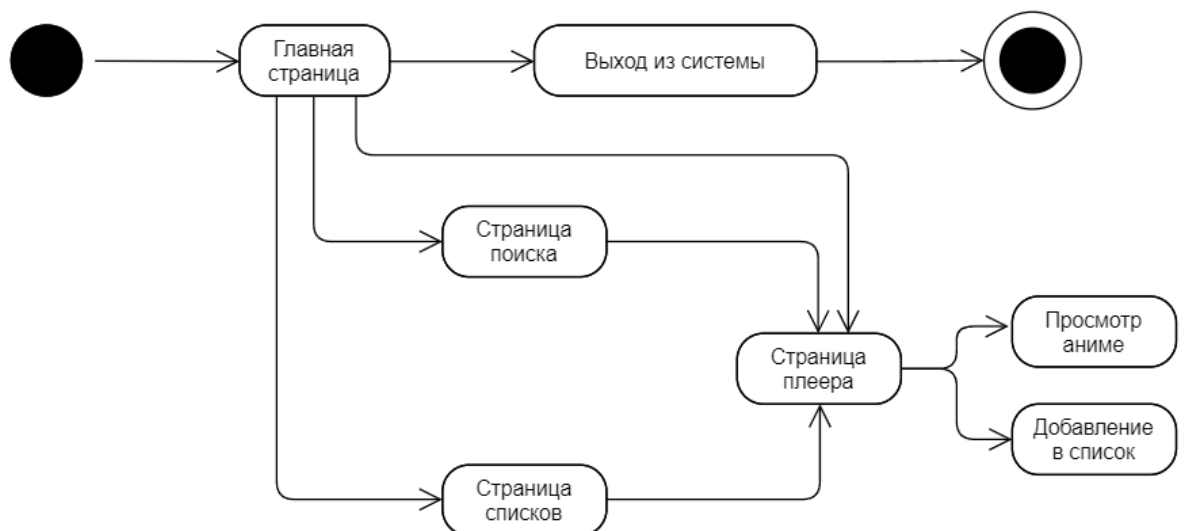 Главная
страница
Выход из системы
Страница
поиска
Страница
плеера
Просмотр
аниме
Добавление
в список
Страница
списков